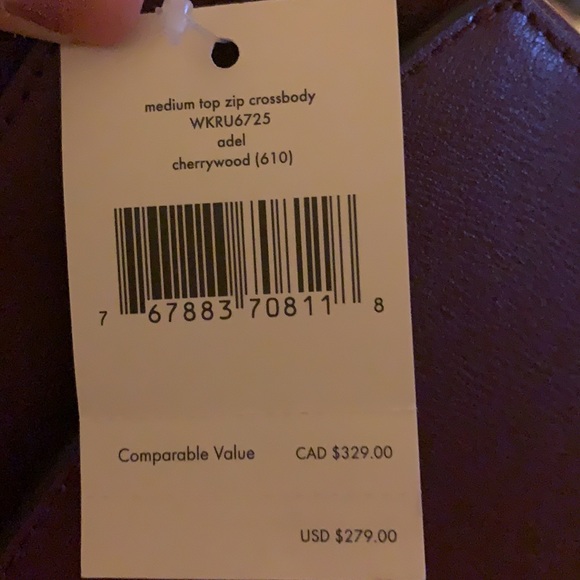 medium top zip crossbody
WKRU6725
adel
cherrywood (610)
7 67883 70811 8
Comparable Value CAD $329.00
USD $279.00